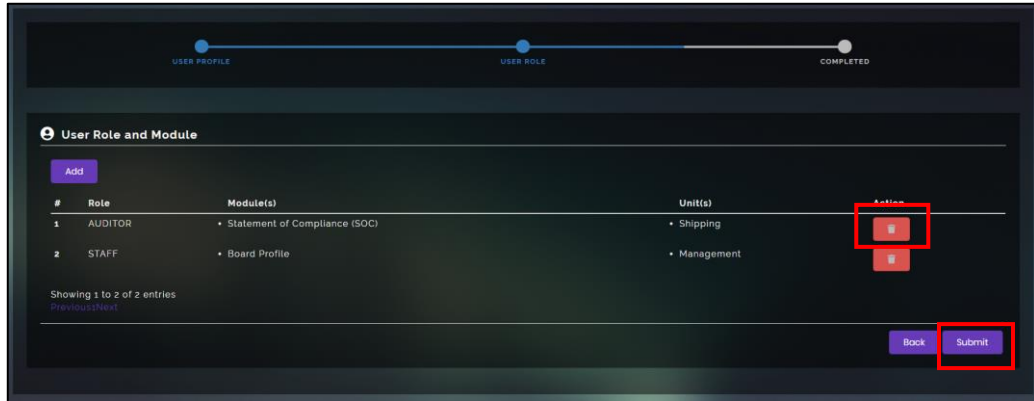 USER PROFILE USER ROLE COMPLETED
User Role and Module
Add
# Role Module(s) Unit(s) Action
1 AUDITOR • Statement of Compliance (SOC) • Shipping
2 STAFF • Board Profile • Management
Showing 1 to 2 of 2 entries
Previous1Next
Back Submit